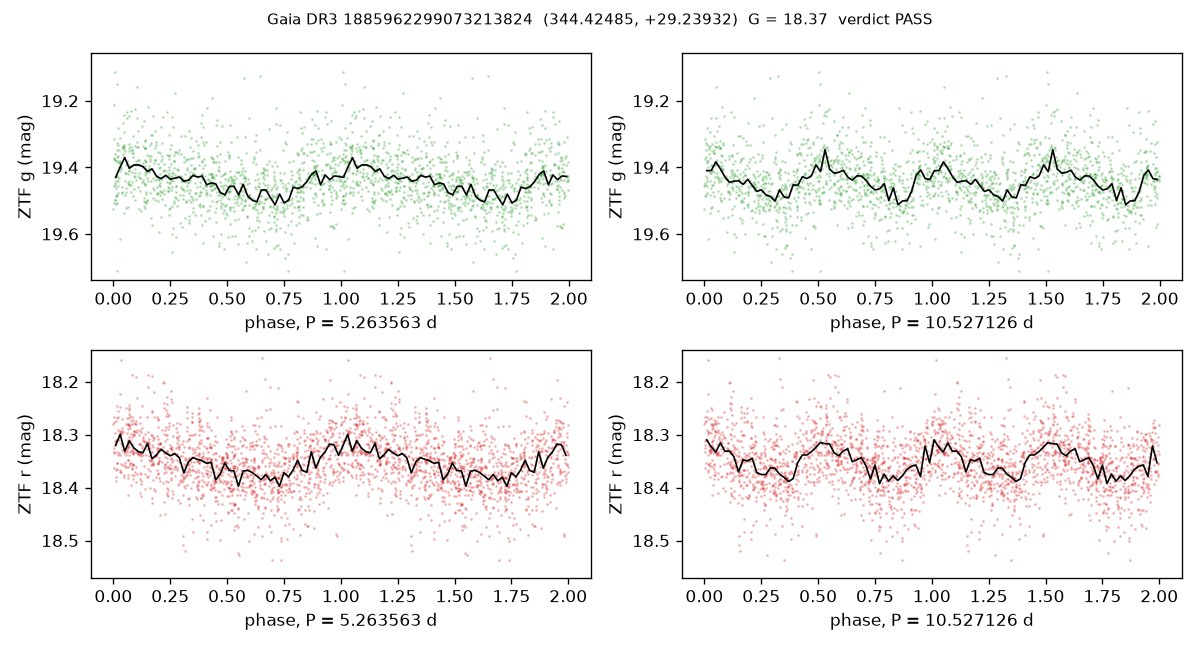 Gaia DR3 1885962299073213824 (344.42485, +29.23932) G = 18.37 verdict PASS
ZTF g (mag)
19.2
19.4
19.6
0.00 0.25 0.50 0.75 1.00 1.25 1.50 1.75 2.00
phase, P = 5.263563 d
ZTF g (mag)
19.2
19.4
19.6
0.00 0.25 0.50 0.75 1.00 1.25 1.50 1.75 2.00
phase, P = 10.527126 d
ZTF r (mag)
18.2
18.3
18.4
18.5
0.00 0.25 0.50 0.75 1.00 1.25 1.50 1.75 2.00
phase, P = 5.263563 d
ZTF r (mag)
18.2
18.3
18.4
18.5
0.00 0.25 0.50 0.75 1.00 1.25 1.50 1.75 2.00
phase, P = 10.527126 d